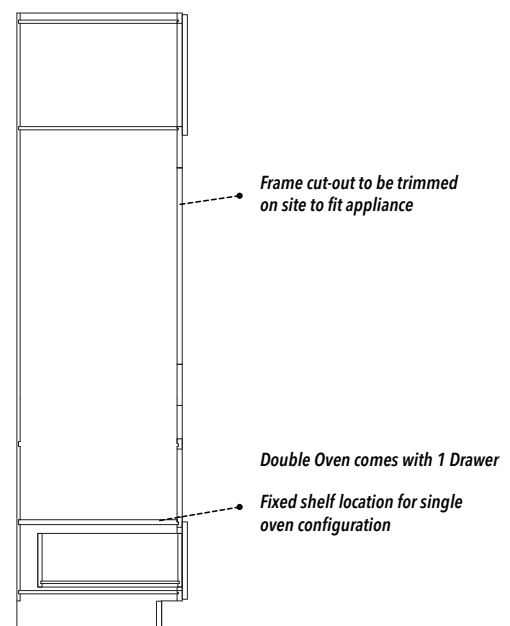 Frame cut-out to be trimmed
on site to fit appliance
Double Oven comes with 1 Drawer
Fixed shelf location for single
oven configuration